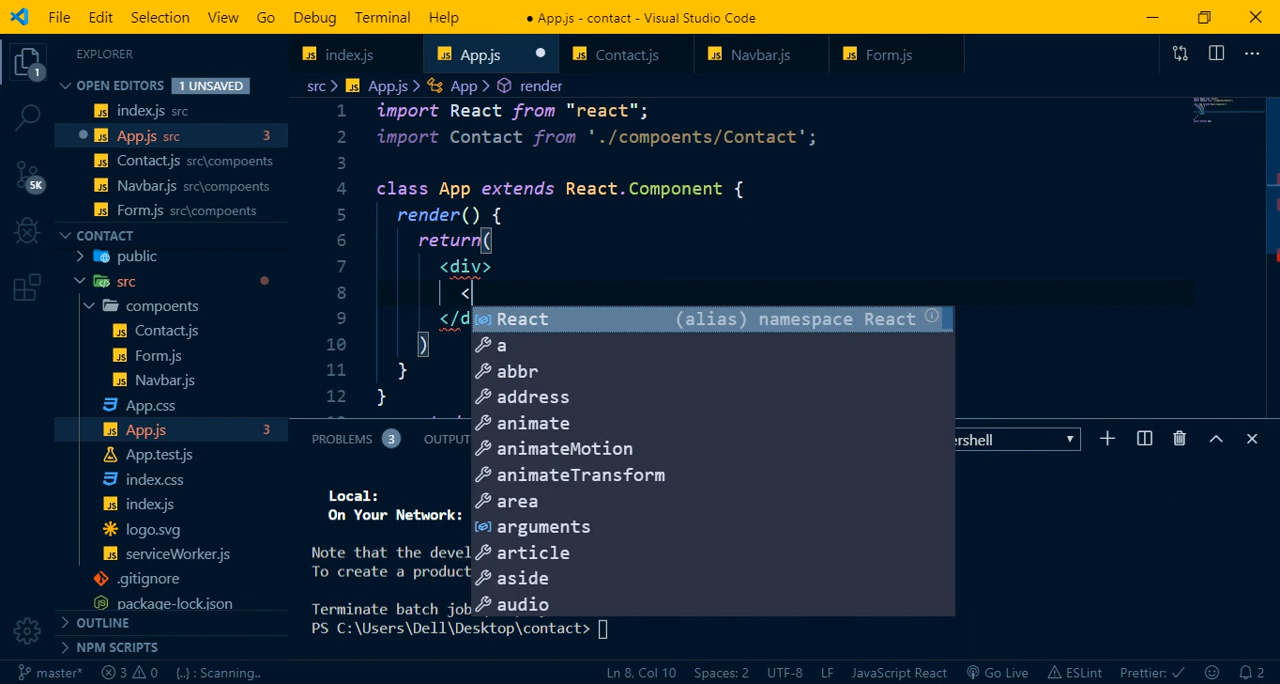 File Edit Selection View Go Debug Terminal Help
● App.js - contact - Visual Studio Code
EXPLORER
1
OPEN EDITORS 1 UNSAVED
index.js src
App.js src 3
Contact.js src\compoents
Navbar.js src\compoents
Form.js src\compoents
5K
CONTACT
public
src
compoents
Contact.js
Form.js
Navbar.js
App.css
App.js 3
App.test.js
index.css
index.js
logo.svg
serviceWorker.js
.gitignore
package-lock.json
OUTLINE
NPM SCRIPTS
index.js App.js Contact.js Navbar.js Form.js
src > App.js > App > render
1 import React from "react";
2 import Contact from './compoents/Contact';
3
4 class App extends React.Component {
5 render() {
6 return(
7 <div>
8 <
9 </d
10 )
11 }
12 }
React (alias) namespace React
a
abbr
address
animate
animateMotion
animateTransform
area
arguments
article
aside
audio
PROBLEMS 3 OUTPUT ershell
Local:
On Your Network:
Note that the devel
To create a product
Terminate batch job
PS C:\Users\Dell\Desktop\contact>
master* 3 0 {..} : Scanning.. Ln 8, Col 10 Spaces: 2 UTF-8 LF JavaScript React Go Live ESLint Prettier: ✓ 2